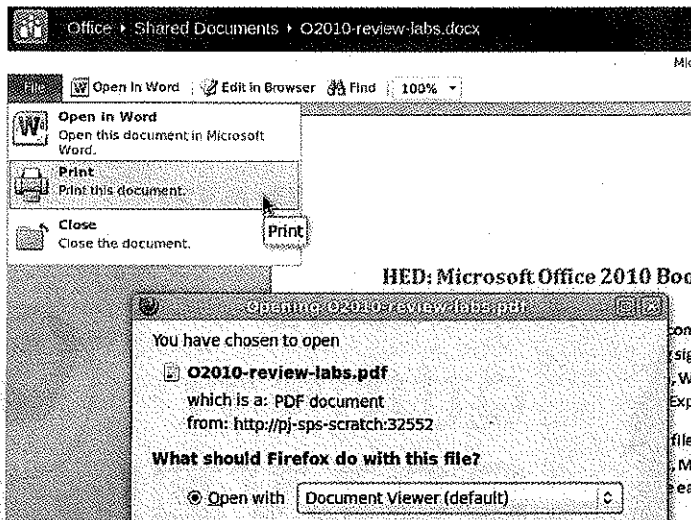 Office ▸ Shared Documents ▸ O2010-review-labs.docx
File Open in Word Edit in Browser Find 100%
Open in Word
Open this document in Microsoft
Word.
Print
Print this document.
Print
Close
Close the document.
HED: Microsoft Office 2010
Opening O2010-review-labs.pdf
You have chosen to open
O2010-review-labs.pdf
which is a: PDF document
from: http://pj-sps-scratch:32552
What should Firefox do with this file?
Open with Document Viewer (default)